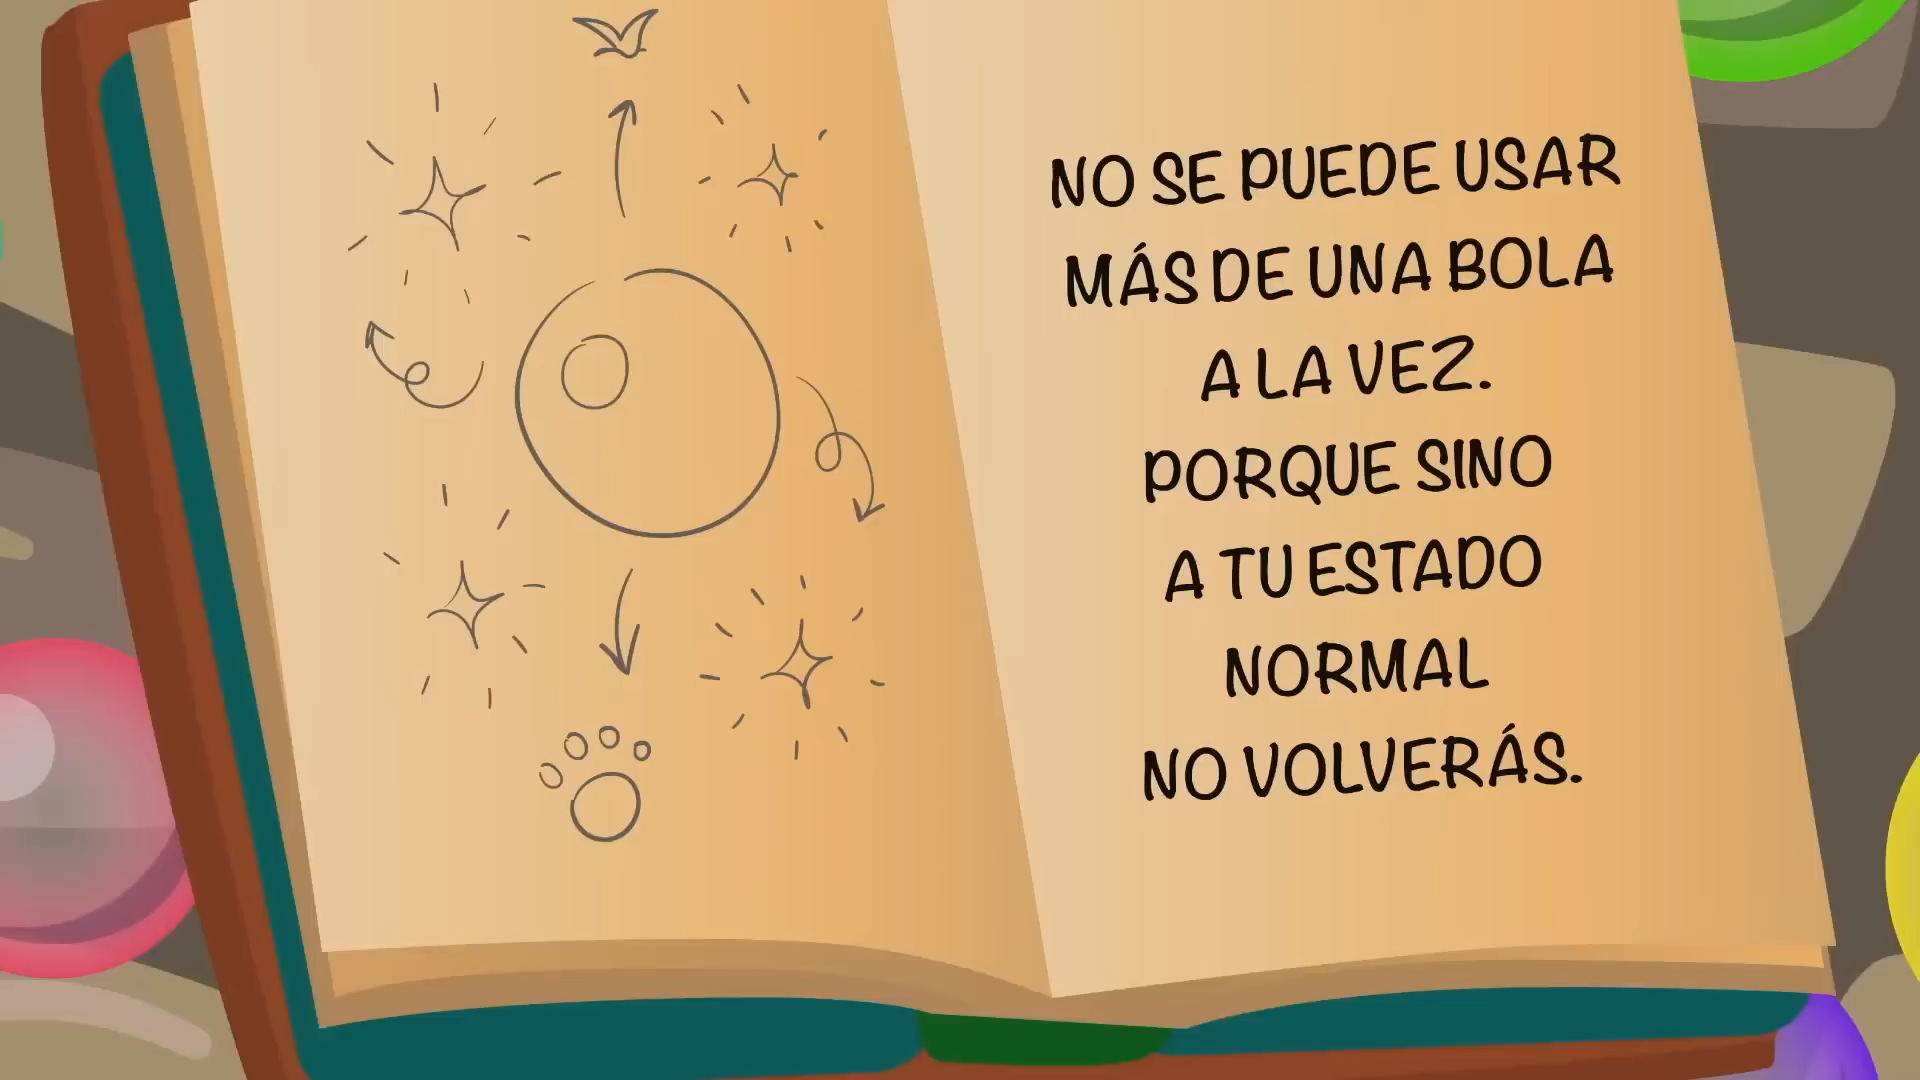 NO SE PUEDE USAR
MÁS DE UNA BOLA
A LA VEZ.
PORQUE SINO
A TU ESTADO
NORMAL
NO VOLVERÁS.